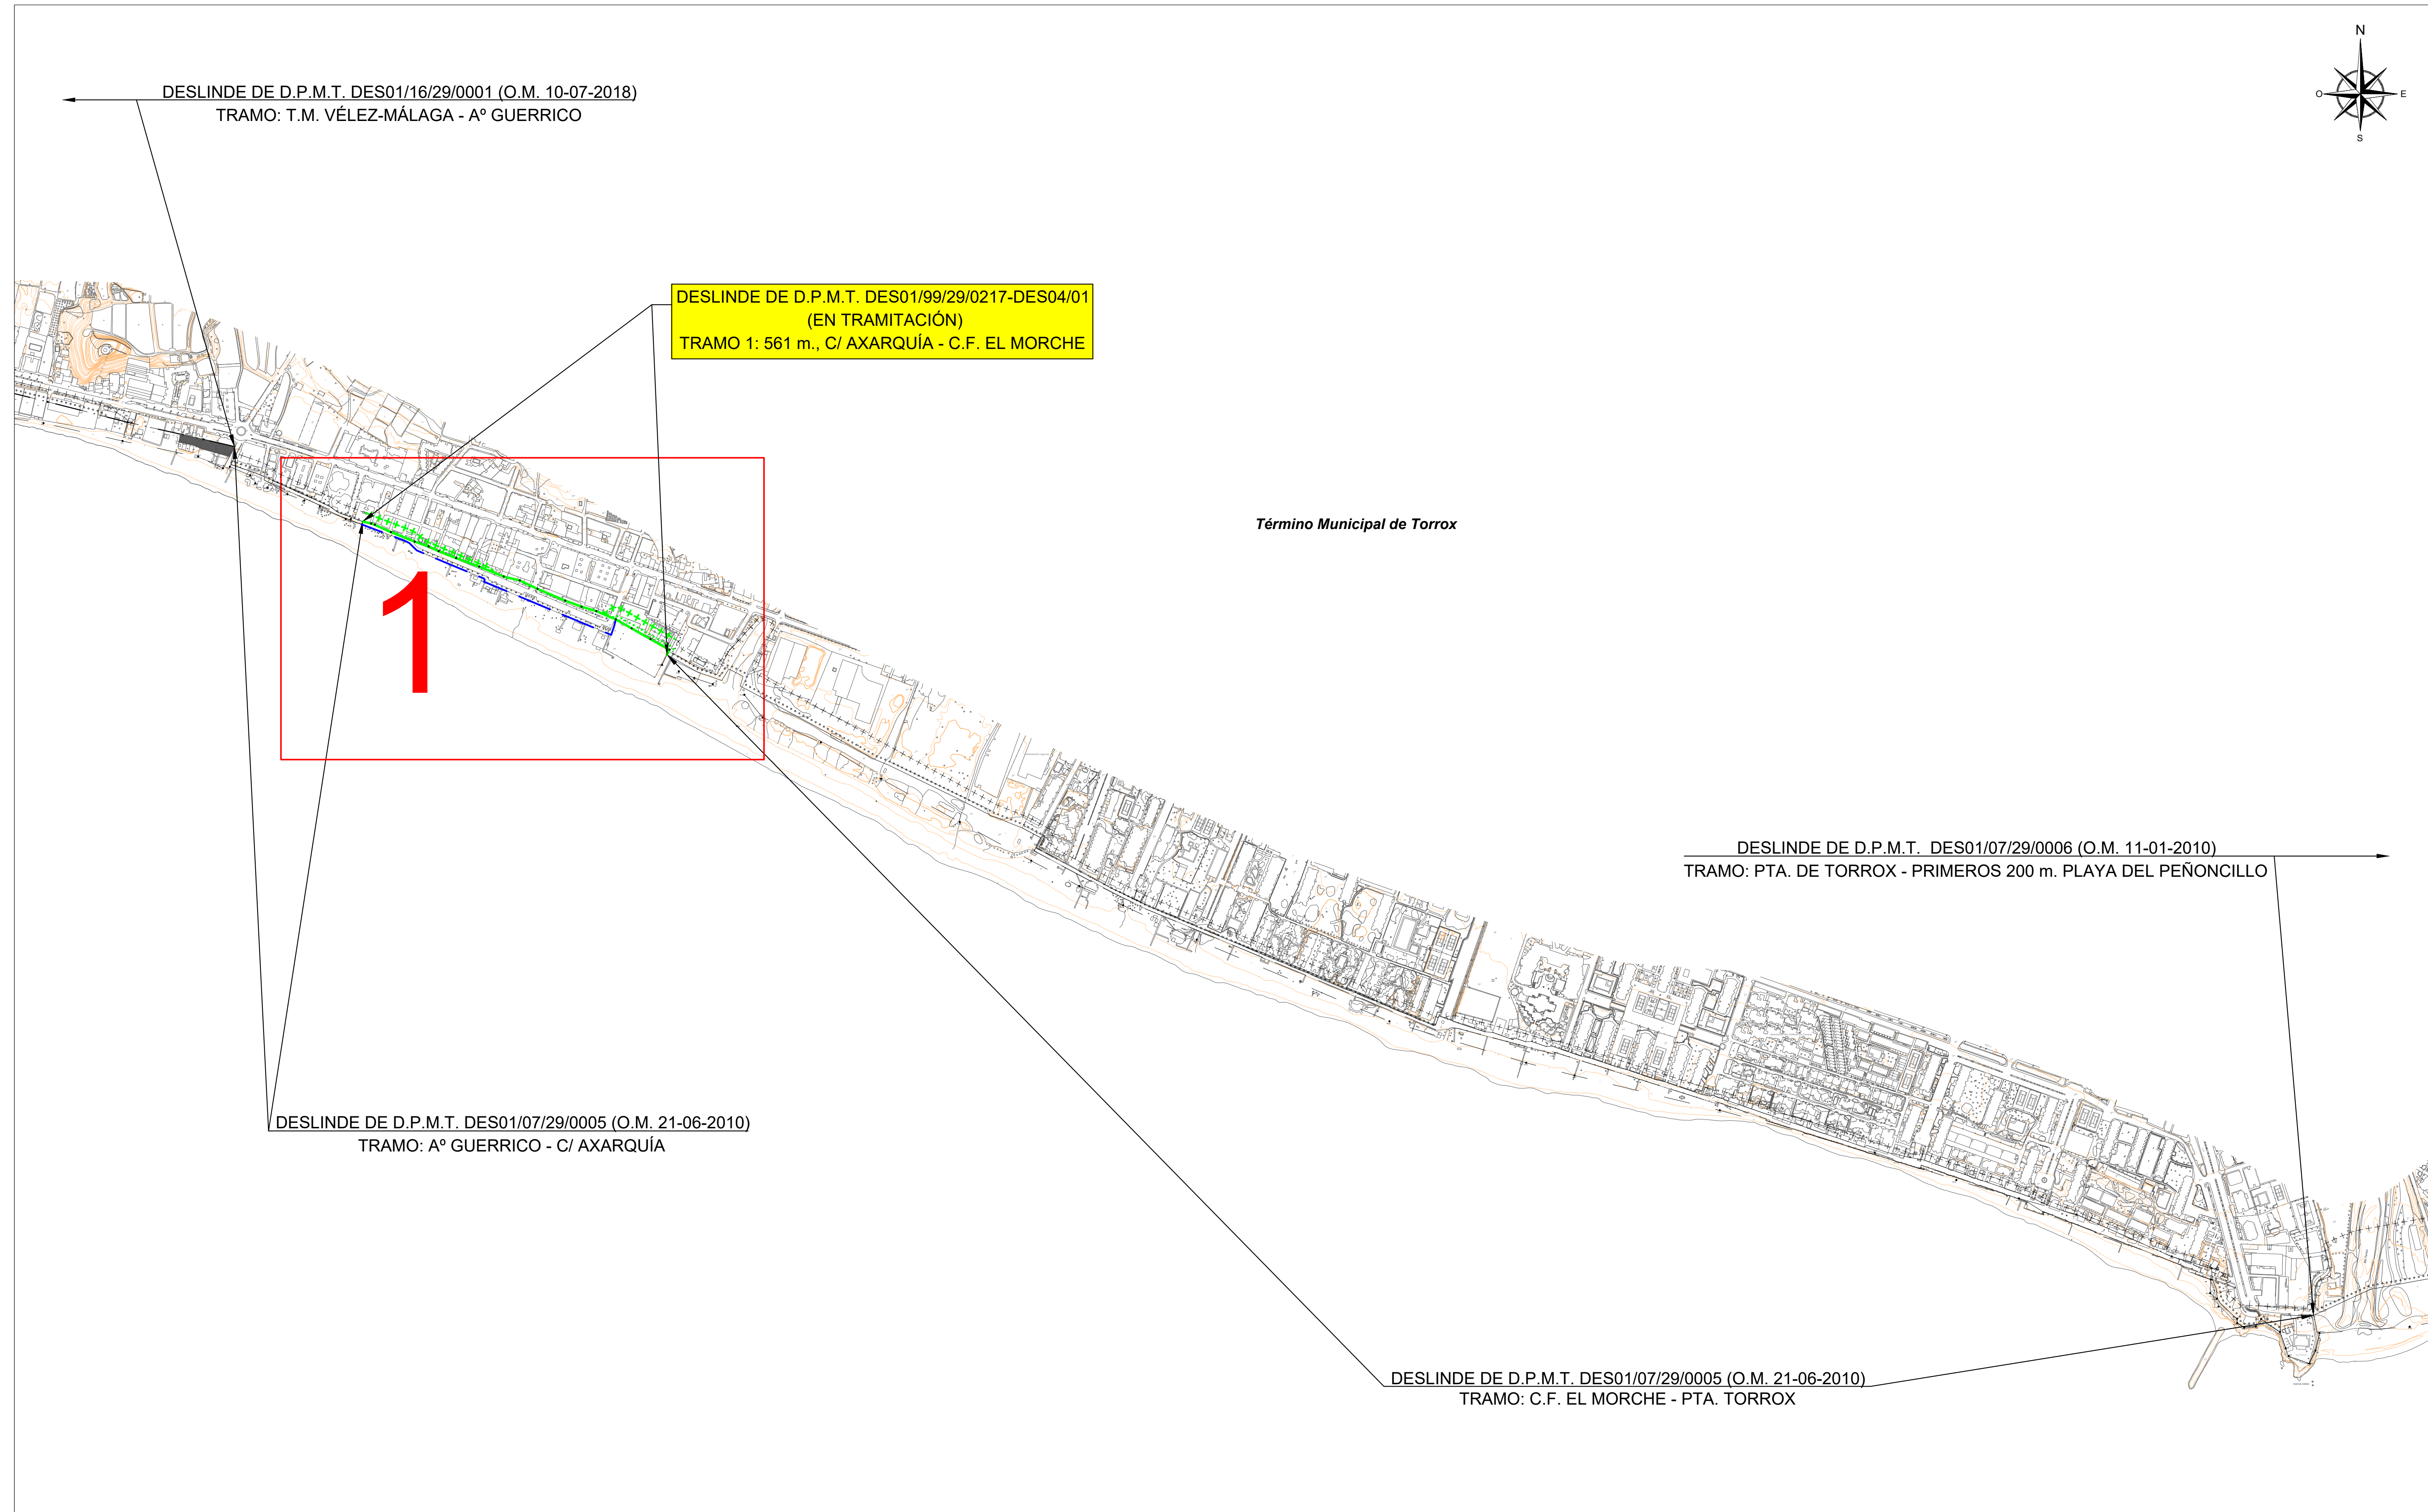 N
O
E
S
DESLINDE DE D.P.M.T. DES01/16/29/0001 (O.M. 10-07-2018)
TRAMO: T.M. VÉLEZ-MÁLAGA - Aº GUERRICO
DESLINDE DE D.P.M.T. DES01/99/29/0217-DES04/01
(EN TRAMITACIÓN)
TRAMO 1: 561 m., C/ AXARQUÍA - C.F. EL MORCHE
Término Municipal de Torrox
1
DESLINDE DE D.P.M.T. DES01/07/29/0006 (O.M. 11-01-2010)
TRAMO: PTA. DE TORROX - PRIMEROS 200 m. PLAYA DEL PEÑONCILLO
DESLINDE DE D.P.M.T. DES01/07/29/0005 (O.M. 21-06-2010)
TRAMO: Aº GUERRICO - C/ AXARQUÍA
DESLINDE DE D.P.M.T. DES01/07/29/0005 (O.M. 21-06-2010)
TRAMO: C.F. EL MORCHE - PTA. TORROX